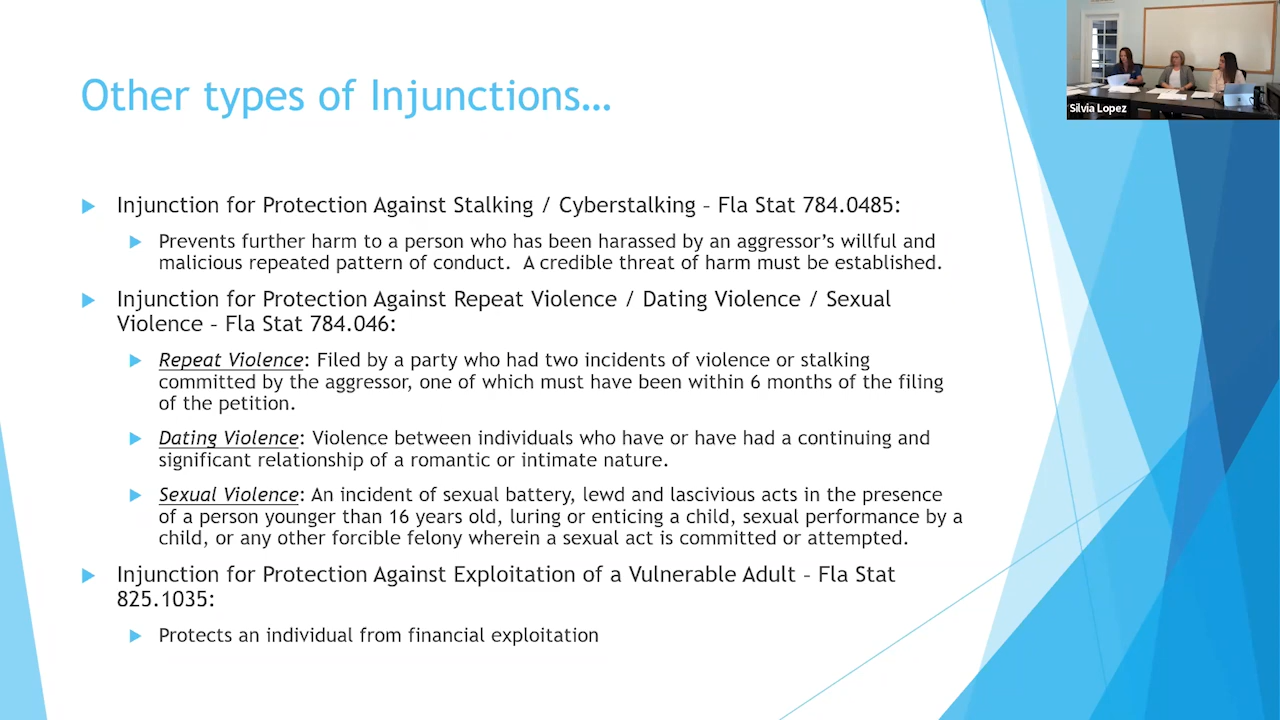 Other types of Injunctions…
Silvia Lopez
Injunction for Protection Against Stalking / Cyberstalking – Fla Stat 784.0485:
Prevents further harm to a person who has been harassed by an aggressor’s willful and
malicious repeated pattern of conduct.  A credible threat of harm must be established.
Injunction for Protection Against Repeat Violence / Dating Violence / Sexual
Violence – Fla Stat 784.046:
Repeat Violence: Filed by a party who had two incidents of violence or stalking
committed by the aggressor, one of which must have been within 6 months of the filing
of the petition.
Dating Violence: Violence between individuals who have or have had a continuing and
significant relationship of a romantic or intimate nature.
Sexual Violence: An incident of sexual battery, lewd and lascivious acts in the presence
of a person younger than 16 years old, luring or enticing a child, sexual performance by a
child, or any other forcible felony wherein a sexual act is committed or attempted.
Injunction for Protection Against Exploitation of a Vulnerable Adult – Fla Stat
825.1035:
Protects an individual from financial exploitation